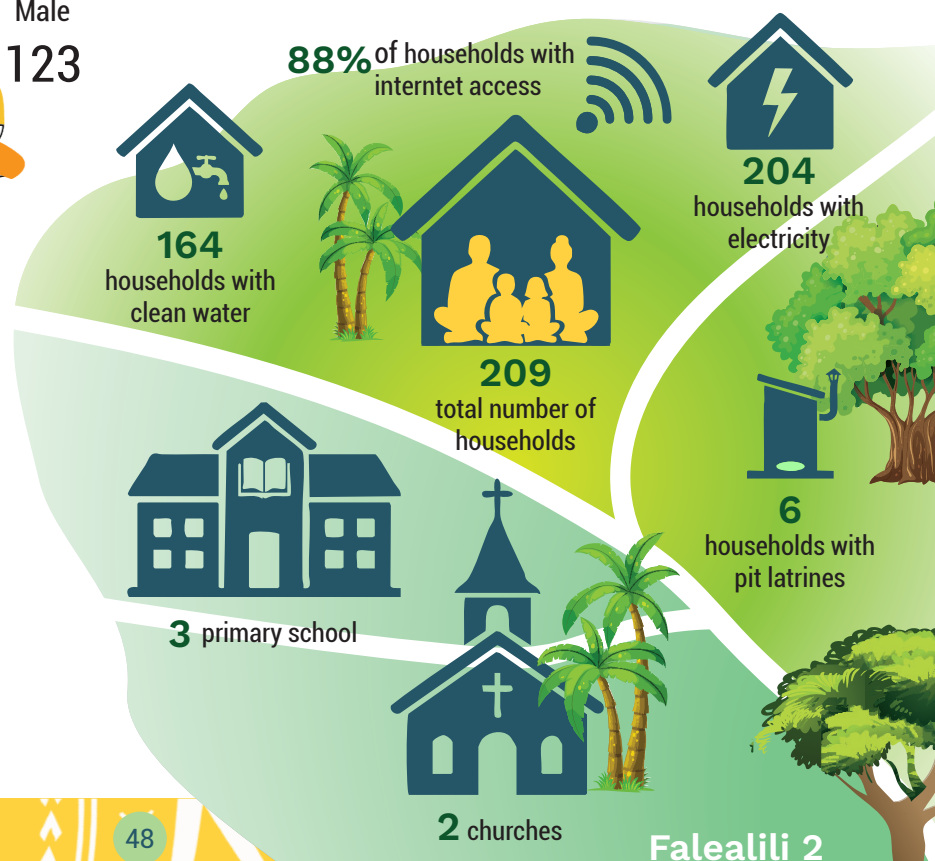 Male
123
88% of households with
interntet access
204
households with
electricity
164
households with
clean water
209
total number of
households
6
households with
pit latrines
3 primary school
2 churches
48
Falealili 2